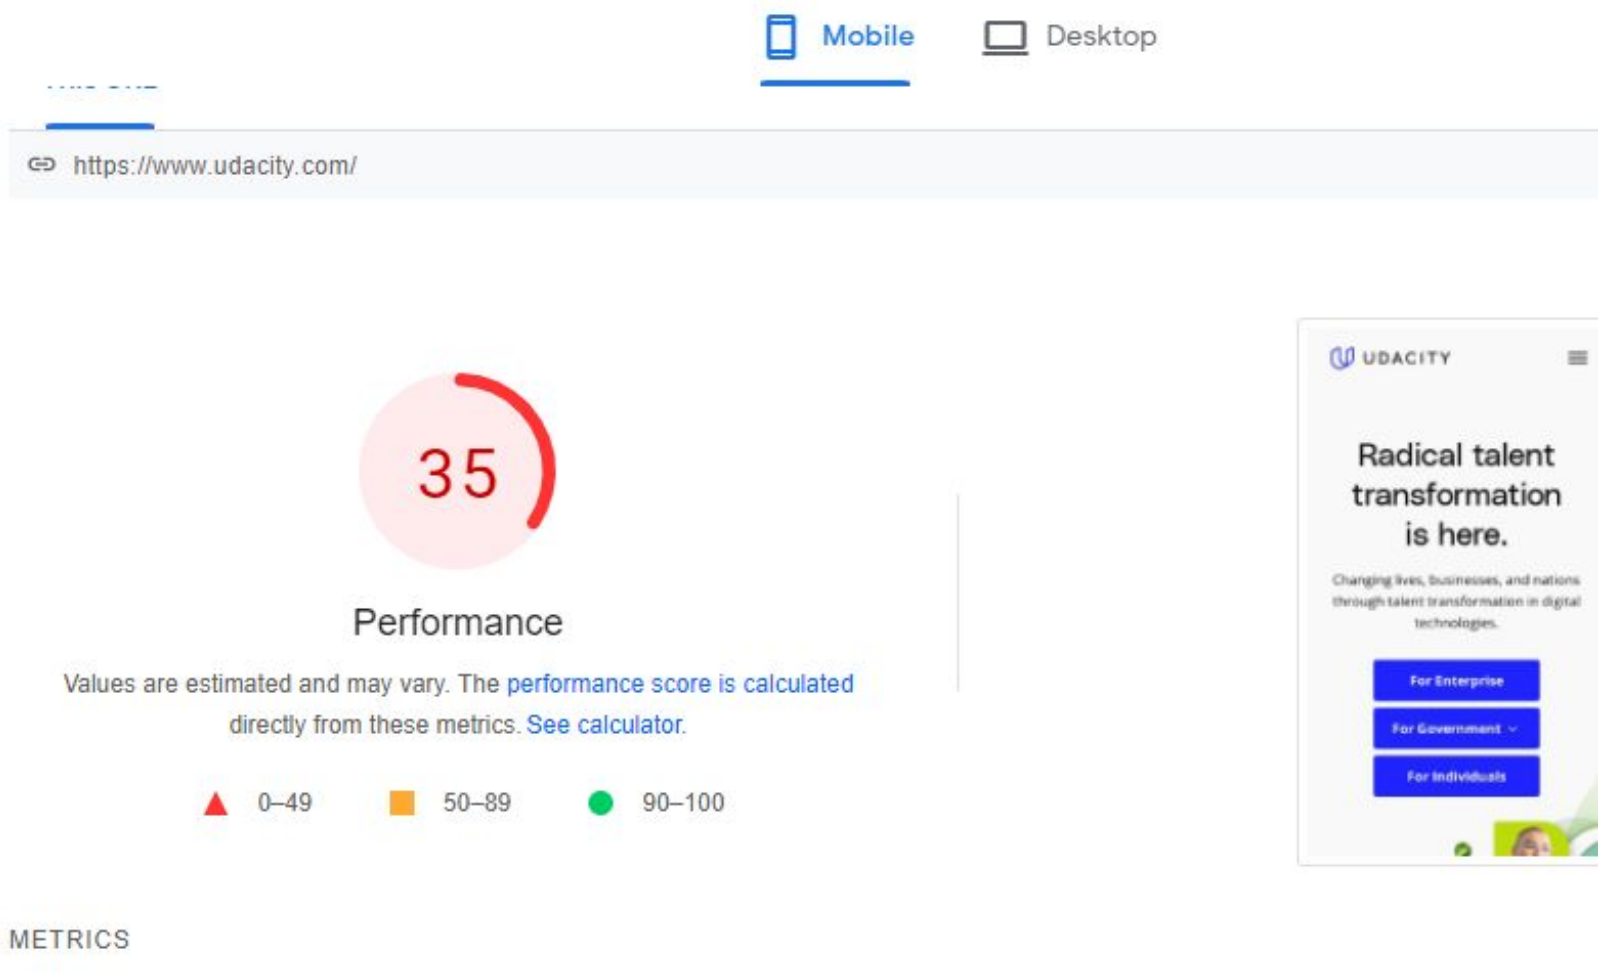 Mobile
Desktop
https://www.udacity.com/
35
Performance
Values are estimated and may vary. The performance score is calculated
directly from these metrics. See calculator.
0–49
50–89
90–100
UDACITY
Radical talent
transformation
is here.
Changing lives, businesses, and nations
through talent transformation in digital
technologies.
For Enterprise
For Government
For Individuals
METRICS